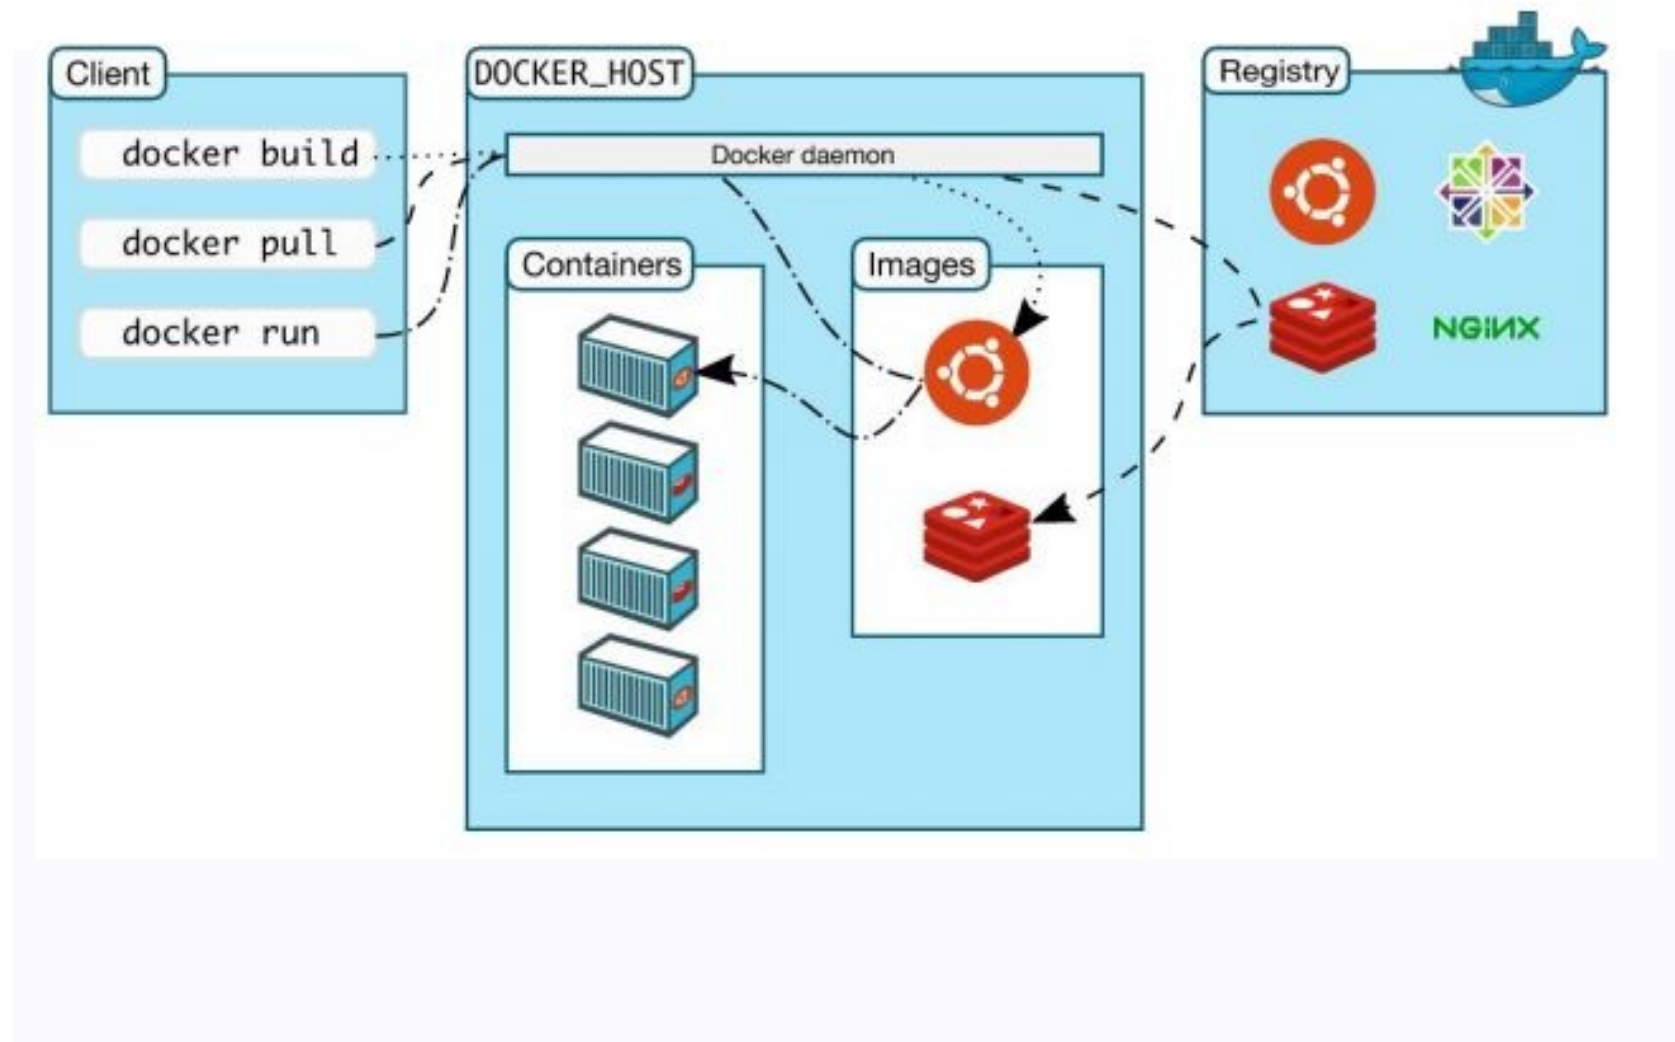 Client
docker build
docker pull
docker run
DOCKER_HOST
Docker daemon
Containers
Images
Registry
NGiNX